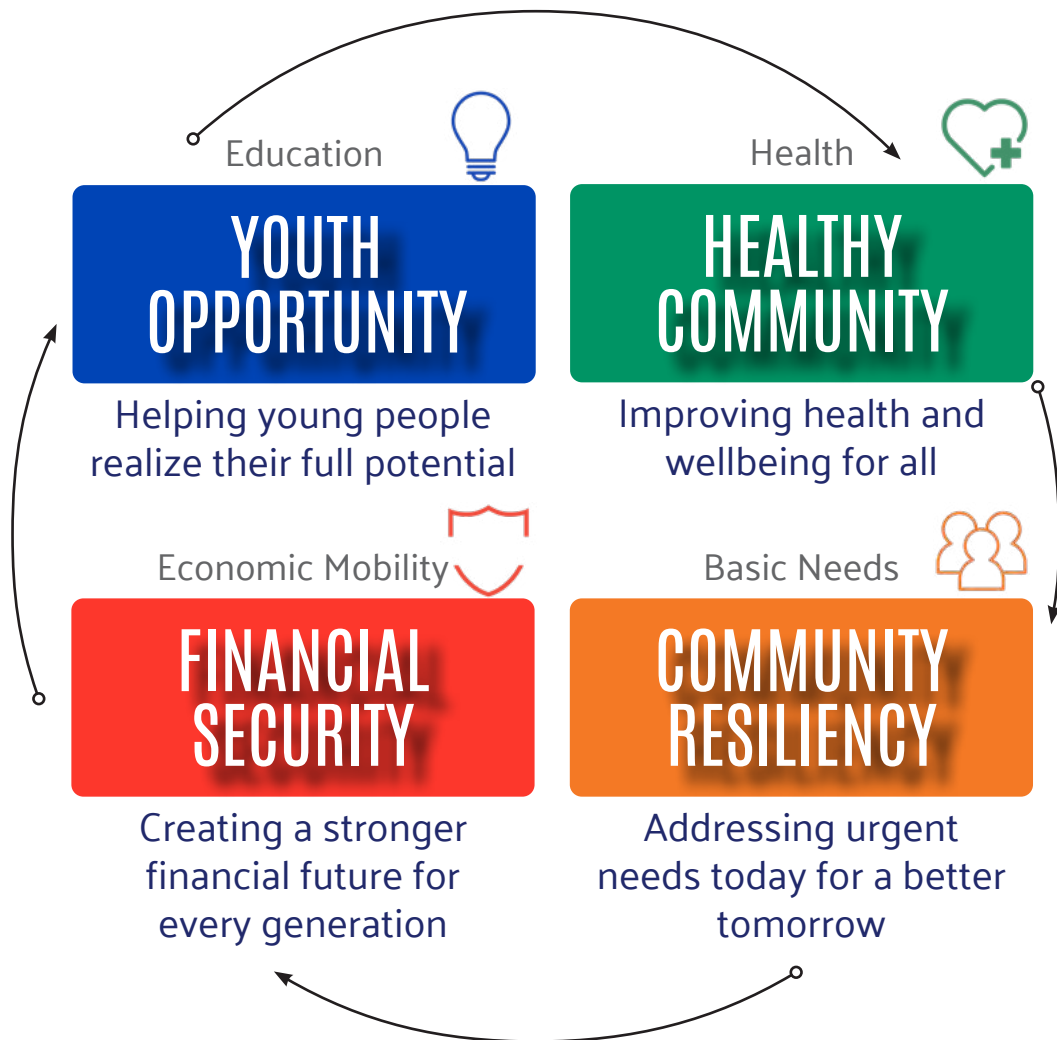 Education
YOUTH
OPPORTUNITY
Helping young people
realize their full potential
Health
HEALTHY
COMMUNITY
Improving health and
wellbeing for all
Economic Mobility
FINANCIAL
SECURITY
Creating a stronger
financial future for
every generation
Basic Needs
COMMUNITY
RESILIENCY
Addressing urgent
needs today for a better
tomorrow